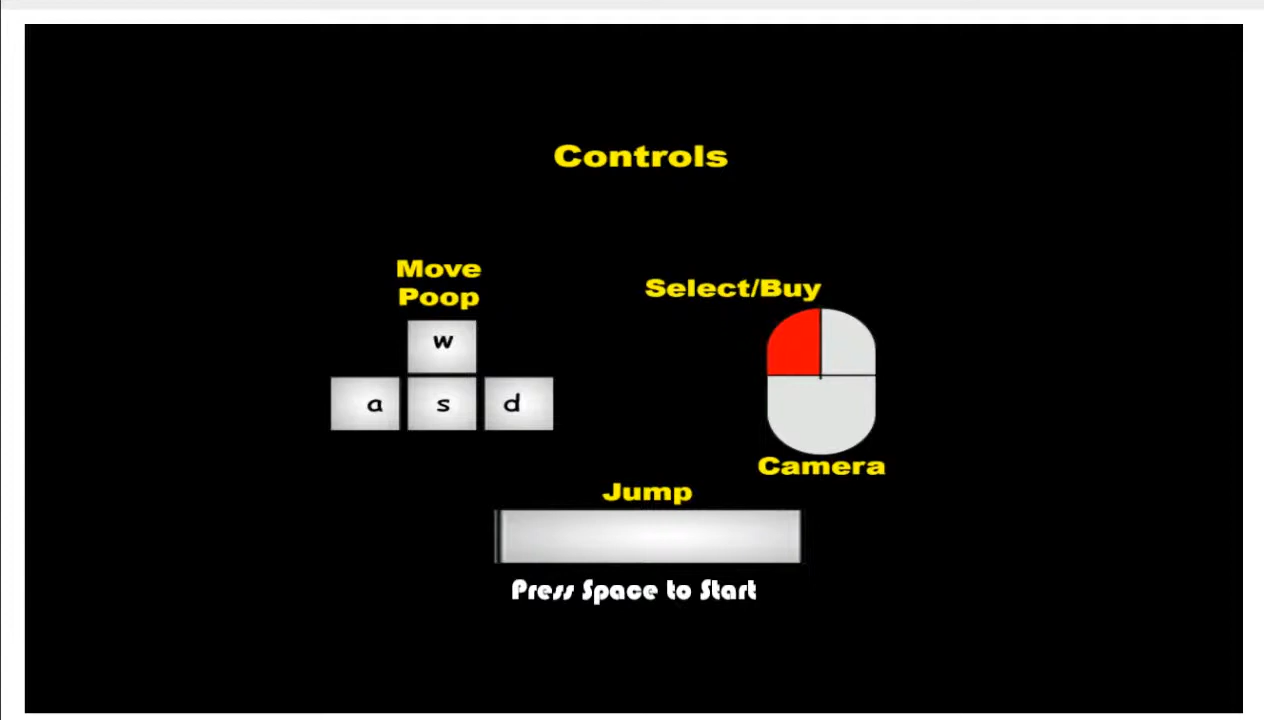 Controls
Move
Poop
Select/Buy
w
a s d
Camera
Jump
Press Space to Start